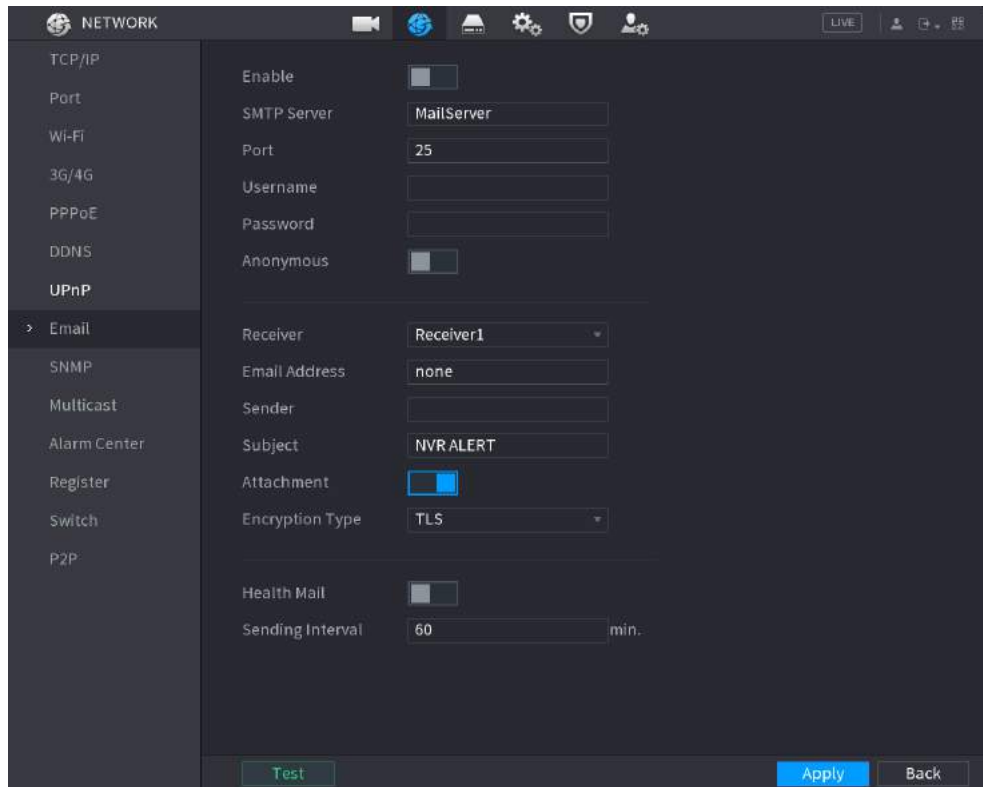 NETWORK
LIVE
TCP/IP
Port
Wi-Fi
3G/4G
PPPoE
DDNS
UPnP
Email
SNMP
Multicast
Alarm Center
Register
Switch
P2P
Enable
SMTP Server MailServer
Port 25
Username
Password
Anonymous
Receiver Receiver1
Email Address none
Sender
Subject NVR ALERT
Attachment
Encryption Type TLS
Health Mail
Sending Interval 60 min.
Test Apply Back